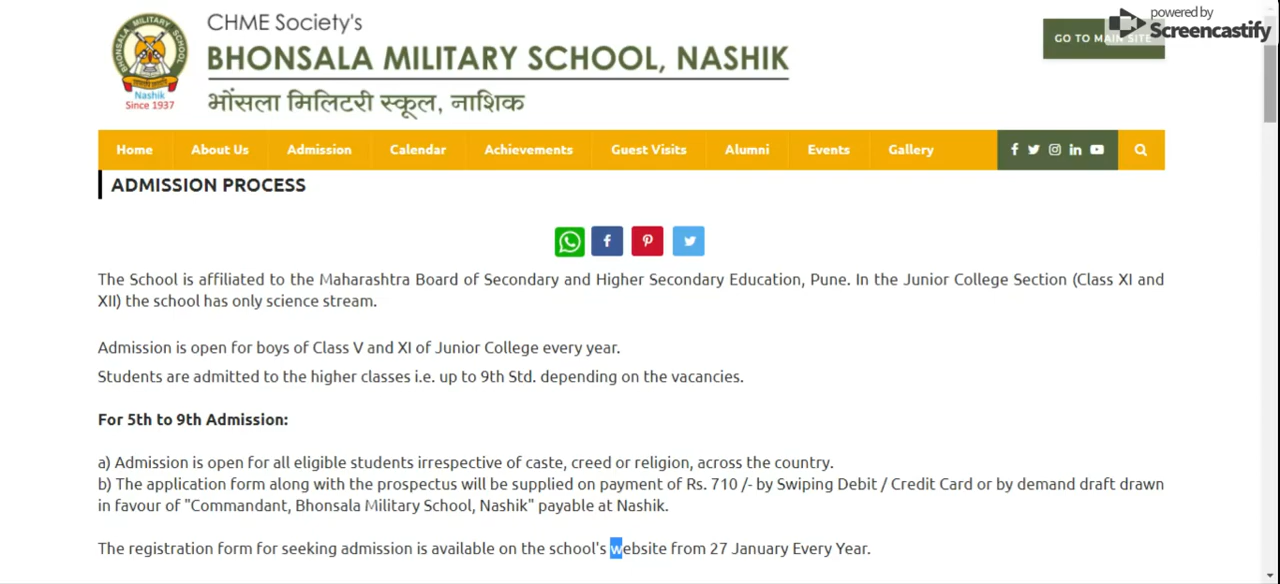 BHONSALA MILITARY SCHOOL
Nashik
Since 1937
CHME Society's
BHONSALA MILITARY SCHOOL, NASHIK
भोंसला मिलिटरी स्कूल, नाशिक
GO TO MAIN SITE
powered by
Screencastify
Home About Us Admission Calendar Achievements Guest Visits Alumni Events Gallery
ADMISSION PROCESS
The School is affiliated to the Maharashtra Board of Secondary and Higher Secondary Education, Pune. In the Junior College Section (Class XI and
XII) the school has only science stream.
Admission is open for boys of Class V and XI of Junior College every year.
Students are admitted to the higher classes i.e. up to 9th Std. depending on the vacancies.
For 5th to 9th Admission:
a) Admission is open for all eligible students irrespective of caste, creed or religion, across the country.
b) The application form along with the prospectus will be supplied on payment of Rs. 710 /- by Swiping Debit / Credit Card or by demand draft drawn
in favour of "Commandant, Bhonsala Military School, Nashik" payable at Nashik.
The registration form for seeking admission is available on the school's website from 27 January Every Year.